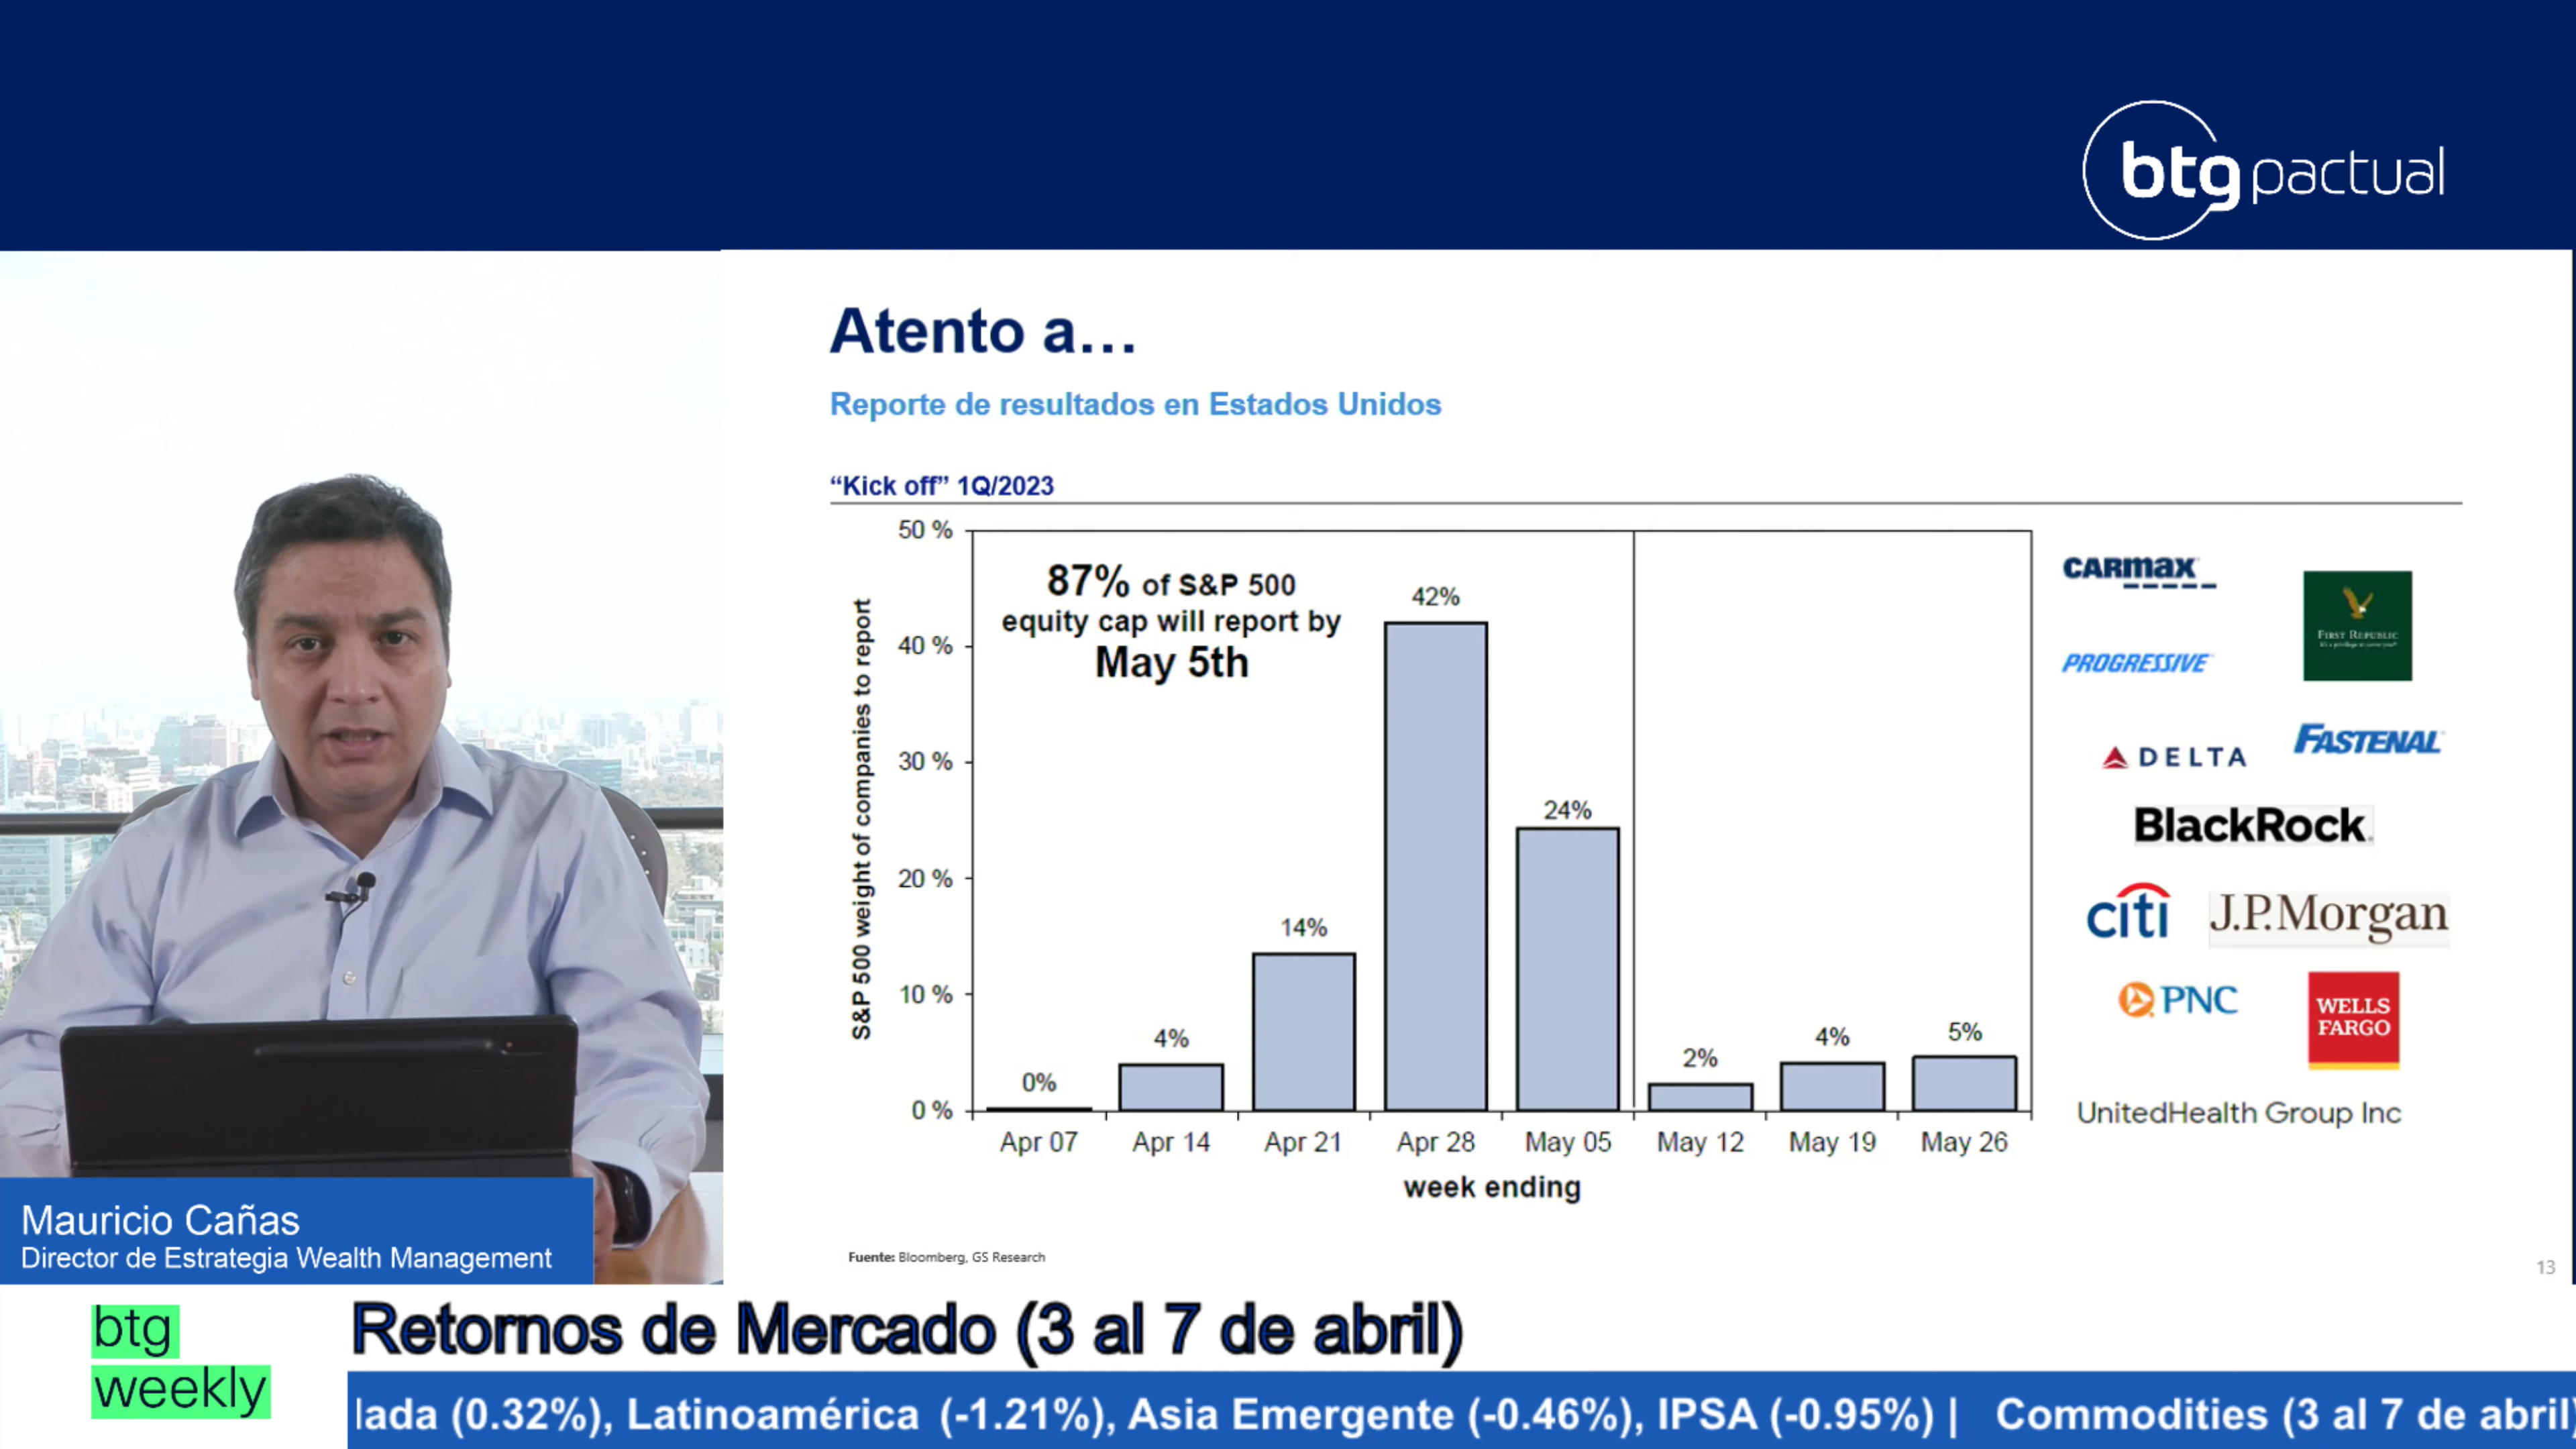 btg pactual
Atento a...
Reporte de resultados en Estados Unidos
“Kick off” 1Q/2023
S&P 500 weight of companies to report
50 %
40 %
30 %
20 %
10 %
0 %
87% of S&P 500
equity cap will report by
May 5th
0%
4%
14%
42%
24%
2%
4%
5%
Apr 07
Apr 14
Apr 21
Apr 28
May 05
May 12
May 19
May 26
week ending
CARMAX
FIRST REPUBLIC
PROGRESSIVE
DELTA
FASTENAL
BlackRock.
citi
J.P.Morgan
PNC
WELLS
FARGO
UnitedHealth Group Inc
Fuente: Bloomberg, GS Research
13
Mauricio Cañas
Director de Estrategia Wealth Management
btg
weekly
Retornos de Mercado (3 al 7 de abril)
lada (0.32%), Latinoamérica (-1.21%), Asia Emergente (-0.46%), IPSA (-0.95%) | Commodities (3 al 7 de abril)